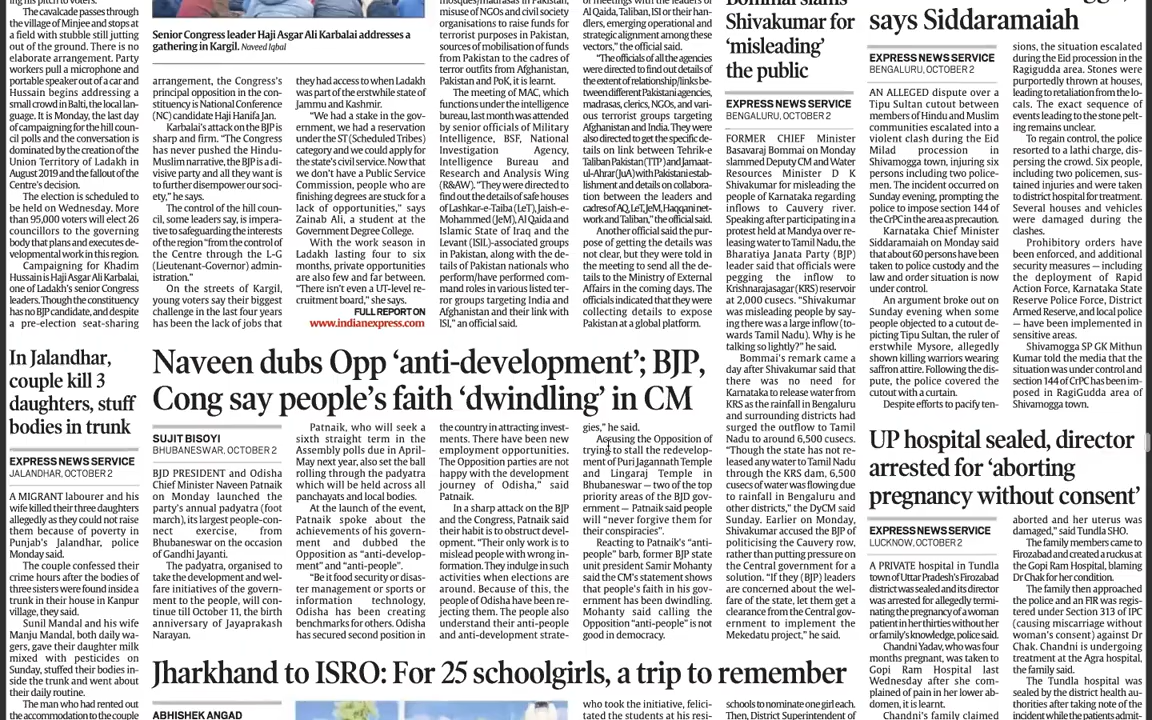 ing his pitch to voters.
The cavalcade passes through
the village of Minjee and stops at
a field with stubble still jutting
out of the ground. There is no
elaborate arrangement. Party
workers pull a microphone and
portable speaker out of a car and
Hussain begins addressing a
small crowd in Balti, the local lan-
guage. It is Monday, the last day
of campaigning for the hill coun-
cil polls and the conversation is
dominated by the creation of the
Union Territory of Ladakh in
August 2019 and the fallout of the
Centre's decision.
The election is scheduled to
be held on Wednesday. More
than 95,000 voters will elect 26
councillors to the governing
body that plans and executes de-
velopmental work in this region.
Campaigning for Khadim
Hussain is Haji Asgar Ali Karbalai,
one of Ladakh's senior Congress
leaders. Though the constituency
has no BJP candidate, and despite
a pre-election seat-sharing
Senior Congress leader Haji Asgar Ali Karbalai addresses a
gathering in Kargil. Naveed Iqbal
arrangement, the Congress's
principal opposition in the con-
stituency is National Conference
(NC) candidate Haji Hanifa Jan.
Karbalai's attack on the BJP is
sharp and firm. "The Congress
has never pushed the Hindu-
Muslim narrative, the BJP is a di-
visive party and all they want is
to further disempower our soci-
ety," he says.
The control of the hill coun-
cil, some leaders say, is impera-
tive to safeguarding the interests
of the region "from the control of
the Centre through the L-G
(Lieutenant-Governor) admin-
istration."
On the streets of Kargil,
young voters say their biggest
challenge in the last four years
has been the lack of jobs that
they had access to when Ladakh
was part of the erstwhile state of
Jammu and Kashmir.
"We had a stake in the gov-
ernment, we had a reservation
under the ST (Scheduled Tribes)
category and we could apply for
the state's civil service. Now that
we don't have a Public Service
Commission, people who are
finishing degrees are stuck for a
lack of opportunities," says
Zainab Ali, a student at the
Government Degree College.
With the work season in
Ladakh lasting four to six
months, private opportunities
are also few and far between.
"There isn't even a UT-level re-
cruitment board," she says.
FULL REPORT ON
www.indianexpress.com
mosques/madrasas in Pakistan,
misuse of NGOs and civil society
organisations to raise funds for
terrorist purposes in Pakistan,
sources of mobilisation of funds
from Pakistan to the cadres of
terror outfits from Afghanistan,
Pakistan and PoK, it is learnt.
The meeting of MAC, which
functions under the intelligence
bureau, last month was attended
by senior officials of Military
Intelligence, BSF, National
Investigation Agency,
Intelligence Bureau and
Research and Analysis Wing
(R&AW). "They were directed to
find out the details of safe houses
of Lashkar-e-Taiba (LeT), Jaish-e-
Mohammed (JeM), Al Qaida and
Islamic State of Iraq and the
Levant (ISIL)-associated groups
in Pakistan, along with the de-
tails of Pakistan nationals who
perform/have performed com-
mand roles in various listed ter-
ror groups targeting India and
Afghanistan and their link with
ISI," an official said.
of meetings with the leaders of
Al Qaida, Taliban, ISI or their han-
dlers, emerging operational and
strategic alignment among these
vectors," the official said.
"The officials of all the agencies
were directed to find out details of
the extent of relationship/links be-
tween different Pakistani agencies,
madrasas, clerics, NGOs, and vari-
ous terrorist groups targeting
Afghanistan and India. They were
also directed to get the specific de-
tails on link between Tehrik-e
Taliban Pakistan (TTP) and Jamaat-
ul-Ahrar (JuA) with Pakistani estab-
lishment and details on collabora-
tion between the leaders and
cadres of AQ, LeT, JeM, Haqqani net-
work and Taliban," the official said.
Another official said the pur-
pose of getting the details was
not clear, but they were told in
the meeting to send all the de-
tails to the Ministry of External
Affairs in the coming days. The
officials indicated that they were
collecting details to expose
Pakistan at a global platform.
Bommai slams
Shivakumar for
'misleading'
the public
EXPRESS NEWS SERVICE
BENGALURU, OCTOBER 2
FORMER CHIEF Minister
Basavaraj Bommai on Monday
slammed Deputy CM and Water
Resources Minister D K
Shivakumar for misleading the
people of Karnataka regarding
inflows to Cauvery river.
Speaking after participating in a
protest held at Mandya over re-
leasing water to Tamil Nadu, the
Bharatiya Janata Party (BJP)
leader said that officials were
pegging the inflow to
Krishnarajasagar (KRS) reservoir
at 2,000 cusecs. "Shivakumar
was misleading people by say-
ing there was a large inflow (to-
wards Tamil Nadu). Why is he
talking so lightly?" he said.
Bommai's remark came a
day after Shivakumar said that
there was no need for
Karnataka to release water from
KRS as the rainfall in Bengaluru
and surrounding districts had
surged the outflow to Tamil
Nadu to around 6,500 cusecs.
"Though the state has not re-
leased any water to Tamil Nadu
through the KRS dam, 6,500
cusecs of water was flowing due
to rainfall in Bengaluru and
other districts," the DyCM said
Sunday. Earlier on Monday,
Shivakumar accused the BJP of
politicising the Cauvery row,
rather than putting pressure on
the Central government for a
solution. "If they (BJP) leaders
are concerned about the wel-
fare of the state, let them get a
clearance from the Central gov-
ernment to implement the
Mekedatu project," he said.
says Siddaramaiah
EXPRESS NEWS SERVICE
BENGALURU, OCTOBER 2
AN ALLEGED dispute over a
Tipu Sultan cutout between
members of Hindu and Muslim
communities escalated into a
violent clash during the Eid
Milad procession in
Shivamogga town, injuring six
persons including two police-
men. The incident occurred on
Sunday evening, prompting the
police to impose section 144 of
the CrPC in the area as precaution.
Karnataka Chief Minister
Siddaramaiah on Monday said
that about 60 persons have been
taken to police custody and the
law and order situation is now
under control.
An argument broke out on
Sunday evening when some
people objected to a cutout de-
picting Tipu Sultan, the ruler of
erstwhile Mysore, allegedly
shown killing warriors wearing
saffron attire. Following the dis-
pute, the police covered the
cutout with a curtain.
Despite efforts to pacify ten-
sions, the situation escalated
during the Eid procession in the
Ragigudda area. Stones were
purportedly thrown at houses,
leading to retaliation from the lo-
cals. The exact sequence of
events leading to the stone pelt-
ing remains unclear.
To regain control, the police
resorted to a lathi charge, dis-
persing the crowd. Six people,
including two policemen, sus-
tained injuries and were taken
to district hospital for treatment.
Several houses and vehicles
were damaged during the
clashes.
Prohibitory orders have
been enforced, and additional
security measures — including
the deployment of Rapid
Action Force, Karnataka State
Reserve Police Force, District
Armed Reserve, and local police
— have been implemented in
sensitive areas.
Shivamogga SP GK Mithun
Kumar told the media that the
situation was under control and
section 144 of CrPC has been im-
posed in RagiGudda area of
Shivamogga town.
In Jalandhar,
couple kill 3
daughters, stuff
bodies in trunk
EXPRESS NEWS SERVICE
JALANDHAR, OCTOBER 2
A MIGRANT labourer and his
wife killed their three daughters
allegedly as they could not raise
them because of poverty in
Punjab's Jalandhar, police
Monday said.
The couple confessed their
crime hours after the bodies of
three sisters were found inside a
trunk in their house in Kanpur
village, they said.
Sunil Mandal and his wife
Manju Mandal, both daily wa-
gers, gave their daughter milk
mixed with pesticides on
Sunday, stuffed their bodies in-
side the trunk and went about
their daily routine.
The man who had rented out
the accommodation to the couple
Naveen dubs Opp 'anti-development'; BJP,
Cong say people's faith 'dwindling' in CM
SUJIT BISOYI
BHUBANESWAR, OCTOBER 2
BJD PRESIDENT and Odisha
Chief Minister Naveen Patnaik
on Monday launched the
party's annual padyatra (foot
march), its largest people-con-
nect exercise, from
Bhubaneswar on the occasion
of Gandhi Jayanti.
The padyatra, organised to
take the development and wel-
fare initiatives of the govern-
ment to the people, will con-
tinue till October 11, the birth
anniversary of Jayaprakash
Narayan.
Patnaik, who will seek a
sixth straight term in the
Assembly polls due in April-
May next year, also set the ball
rolling through the padyatra
which will be held across all
panchayats and local bodies.
At the launch of the event,
Patnaik spoke about the
achievements of his govern-
ment and dubbed the
Opposition as "anti-develop-
ment" and "anti-people".
"Be it food security or disas-
ter management or sports or
information technology,
Odisha has been creating
benchmarks for others. Odisha
has secured second position in
the country in attracting invest-
ments. There have been new
employment opportunities.
The Opposition parties are not
happy with the development
journey of Odisha," said
Patnaik.
In a sharp attack on the BJP
and the Congress, Patnaik said
their habit is to obstruct devel-
opment. "Their only work is to
mislead people with wrong in-
formation. They indulge in such
activities when elections are
around. Because of this, the
people of Odisha have been re-
jecting them. The people also
understand their anti-people
and anti-development strate-
gies," he said.
Accusing the Opposition of
trying to stall the redevelop-
ment of Puri Jagannath Temple
and Lingaraj Temple in
Bhubaneswar — two of the top
priority areas of the BJD gov-
ernment — Patnaik said people
will "never forgive them for
their conspiracies".
Reacting to Patnaik's "anti-
people" barb, former BJP state
unit president Samir Mohanty
said the CM's statement shows
that people's faith in his gov-
ernment has been dwindling.
Mohanty said calling the
Opposition "anti-people" is not
good in democracy.
UP hospital sealed, director
arrested for 'aborting
pregnancy without consent'
EXPRESS NEWS SERVICE
LUCKNOW, OCTOBER 2
A PRIVATE hospital in Tundla
town of Uttar Pradesh's Firozabad
district was sealed and its director
was arrested for allegedly termi-
nating the pregnancy of a woman
patient in her thirties without her
or family's knowledge, police said.
Chandni Yadav, who was four
months pregnant, was taken to
Gopi Ram Hospital last
Wednesday after she com-
plained of pain in her lower ab-
domen, it is learnt.
Chandni's family claimed
aborted and her uterus was
damaged," said Tundla SHO.
The family members came to
Firozabad and created a ruckus at
the Gopi Ram Hospital, blaming
Dr Chak for her condition.
The family then approached
the police and an FIR was regis-
tered under Section 313 of IPC
(causing miscarriage without
woman's consent) against Dr
Chak. Chandni is undergoing
treatment at the Agra hospital,
the family said.
The Tundla hospital was
sealed by the district health au-
thorities after taking note of the
incident while the patients admit-
Jharkhand to ISRO: For 25 schoolgirls, a trip to remember
ABHISHEK ANGAD
who took the initiative, felici-
tated the students at his resi-
schools to nominate one girl each.
Then, District Superintendent of